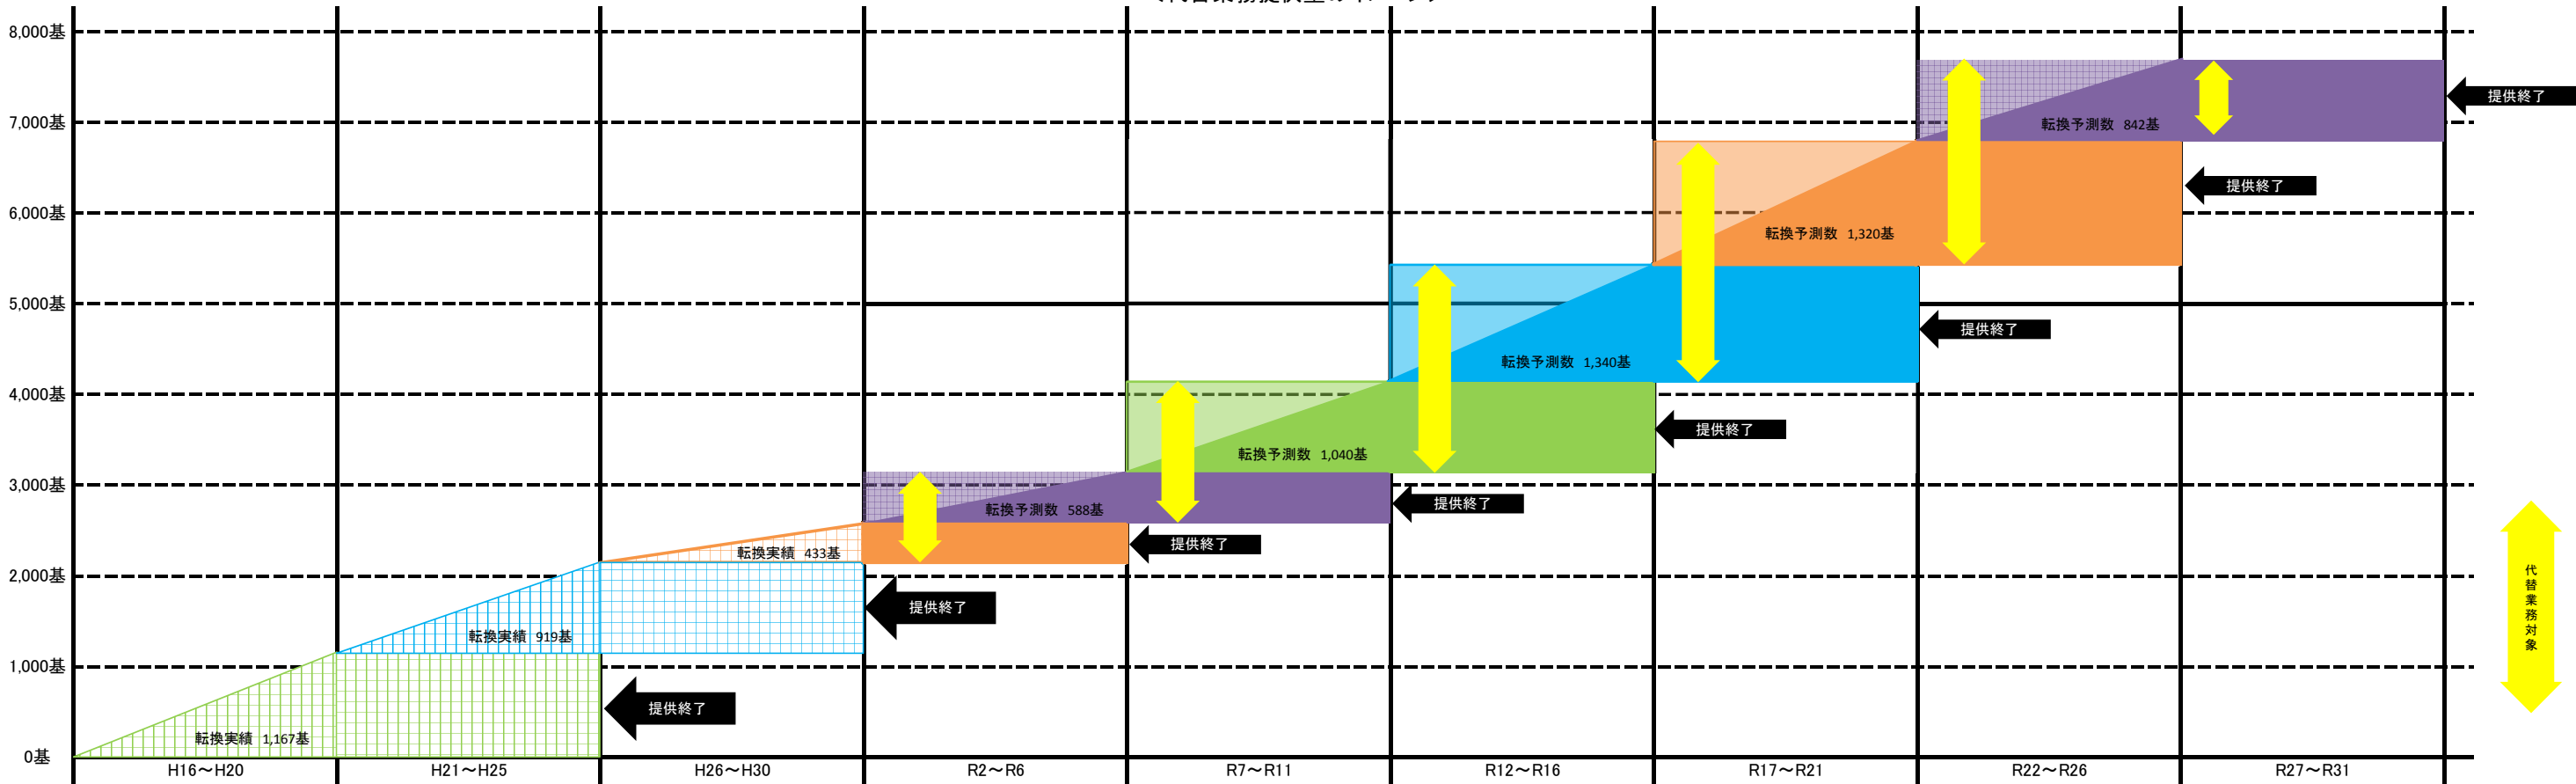 8,000基
7,000基
6,000基
5,000基
4,000基
3,000基
2,000基
1,000基
0基
提供終了
転換予測数 842基
提供終了
転換予測数 1,320基
提供終了
転換予測数 1,340基
提供終了
転換予測数 1,040基
提供終了
転換予測数 588基
提供終了
転換実績 433基
提供終了
転換実績 919基
提供終了
転換実績 1,167基
代替業務対象
H16～H20
H21～H25
H26～H30
R2～R6
R7～R11
R12～R16
R17～R21
R22～R26
R27～R31